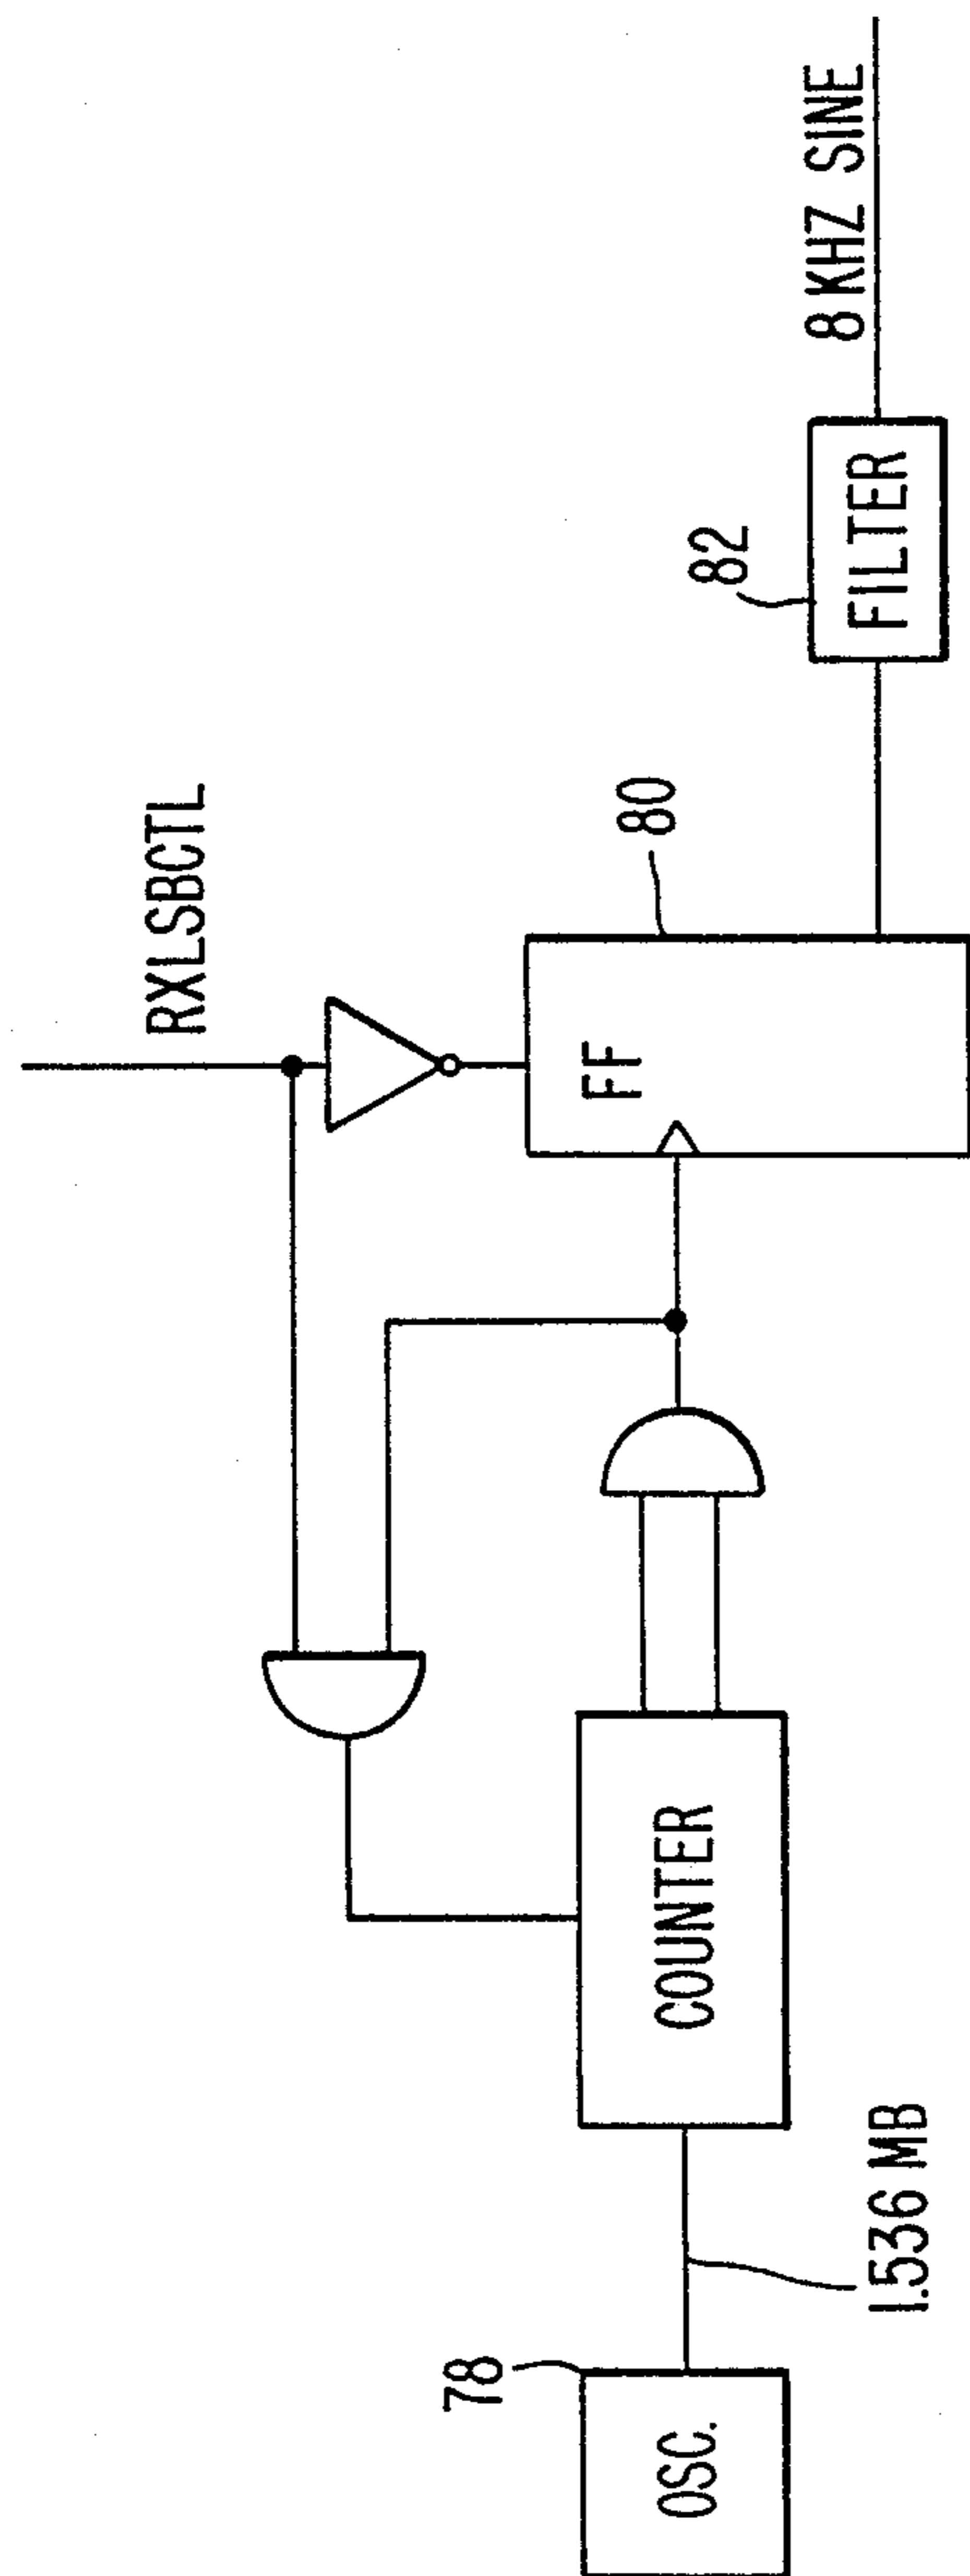 RXLSBCTL
8 KHZ SINE
82
FILTER
80
FF
COUNTER
78
OSC.
1.536 MB